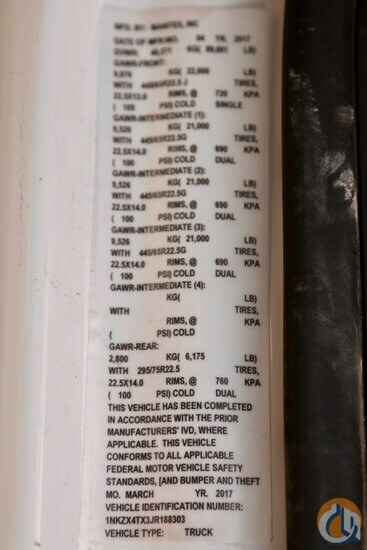 MFD. BY: MANITEX, INC
DATE OF MFR/MO. 04 YR. 2017
GVWR: KG( LB)
GAWR-FRONT:
9,979 KG( 22,000 LB)
WITH TIRES,
22.5X12.0 RIMS, @ 720 KPA
( 105 PSI) COLD SINGLE
GAWR-INTERMEDIATE (1):
9,526 KG( 21,000 LB)
WITH 445/65R22.5G TIRES,
22.5X14.0 RIMS, @ 690 KPA
( 100 PSI) COLD DUAL
GAWR-INTERMEDIATE (2):
9,526 KG( 21,000 LB)
WITH 445/65R22.5G TIRES,
22.5X14.0 RIMS, @ 690 KPA
( 100 PSI) COLD DUAL
GAWR-INTERMEDIATE (3):
9,526 KG( 21,000 LB)
WITH 445/65R22.5G TIRES,
22.5X14.0 RIMS, @ 690 KPA
( 100 PSI) COLD DUAL
GAWR-INTERMEDIATE (4):
KG( LB)
WITH TIRES,
RIMS, @ KPA
( PSI) COLD
GAWR-REAR:
2,800 KG( 6,175 LB)
WITH 295/75R22.5 TIRES,
22.5X14.0 RIMS, @ 760 KPA
( 100 PSI) COLD DUAL
THIS VEHICLE HAS BEEN COMPLETED
IN ACCORDANCE WITH THE PRIOR
MANUFACTURERS' IVD, WHERE
APPLICABLE. THIS VEHICLE
CONFORMS TO ALL APPLICABLE
FEDERAL MOTOR VEHICLE SAFETY
STANDARDS, [AND BUMPER AND THEFT
MO. MARCH YR. 2017
VEHICLE IDENTIFICATION NUMBER:
1NKZX4TX3JR188303
VEHICLE TYPE: TRUCK